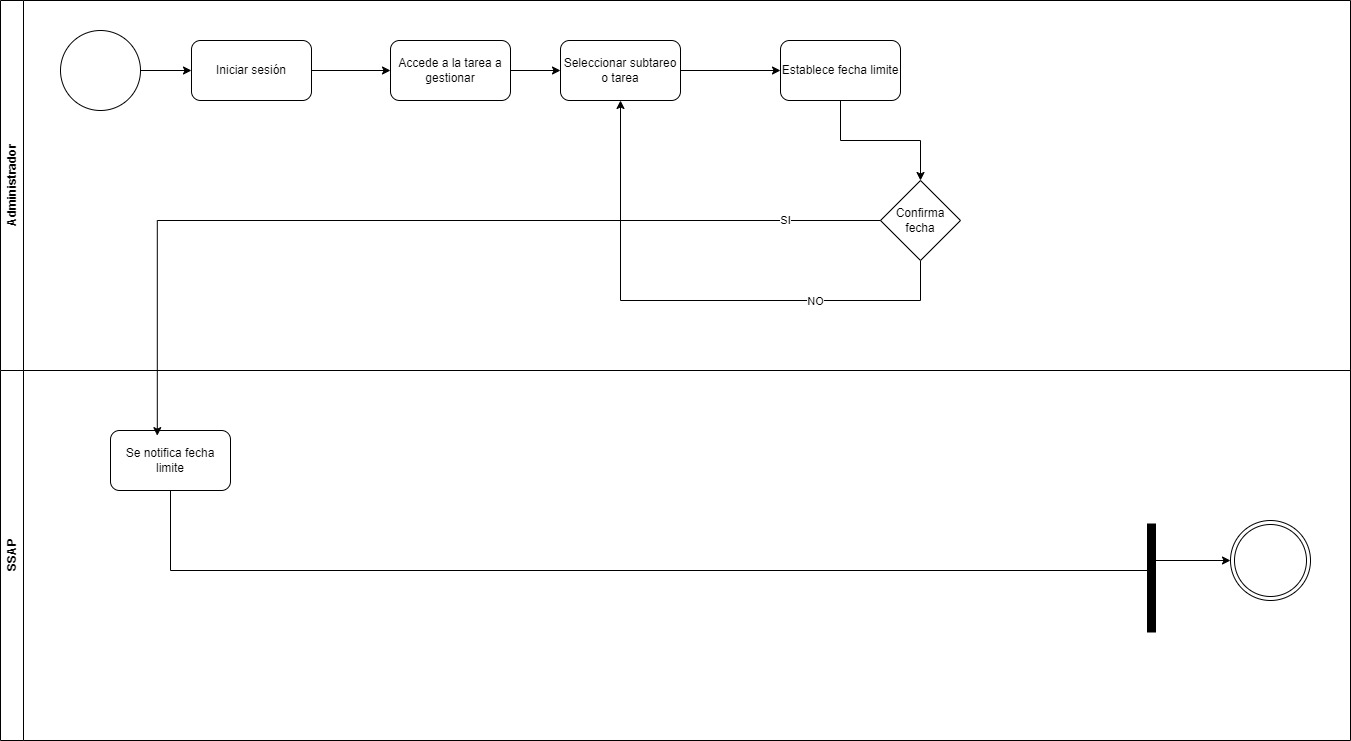 Administrador
Iniciar sesión
Accede a la tarea a
gestionar
Seleccionar subtareo
o tarea
Establece fecha limite
Confirma
fecha
SI
NO
SSAP
Se notifica fecha
limite